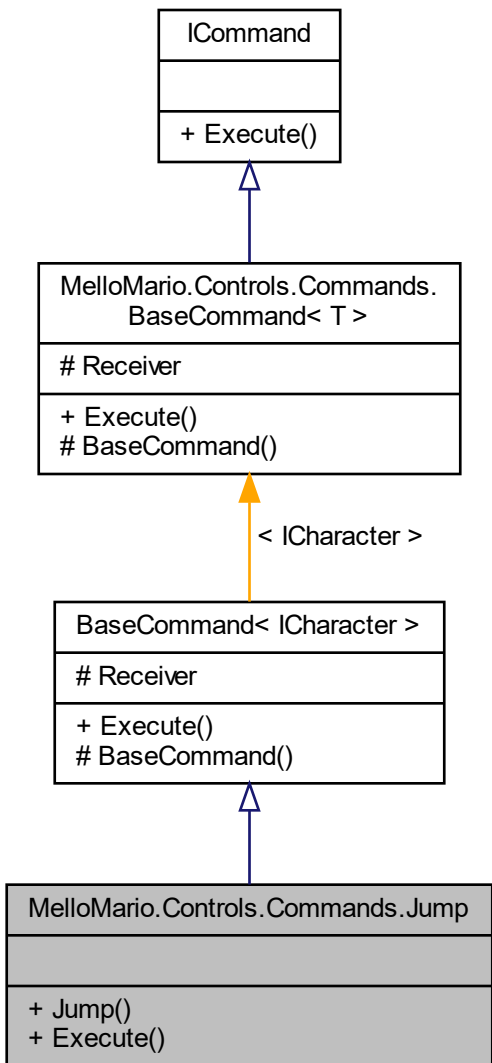 ICommand
+ Execute()
MelloMario.Controls.Commands.
BaseCommand< T >
# Receiver
+ Execute()
# BaseCommand()
< ICharacter >
BaseCommand< ICharacter >
# Receiver
+ Execute()
# BaseCommand()
MelloMario.Controls.Commands.Jump
+ Jump()
+ Execute()